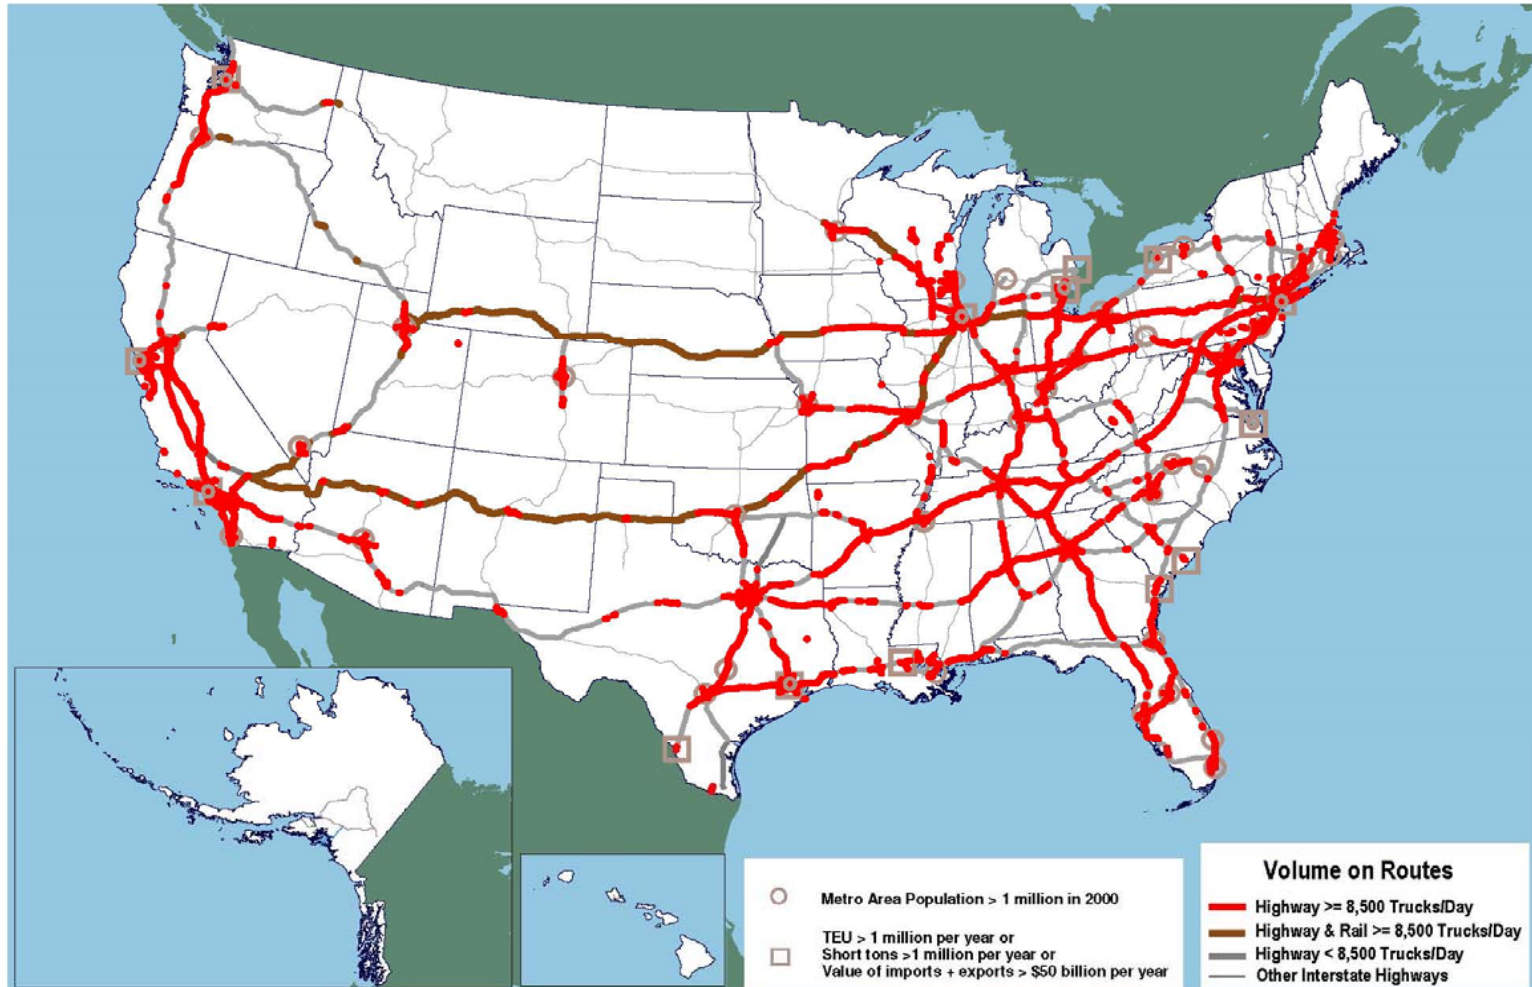 Metro Area Population > 1 million in 2000
TEU > 1 million per year or
Short tons >1 million per year or
Value of imports + exports > $50 billion per year
Volume on Routes
Highway >= 8,500 Trucks/Day
Highway & Rail >= 8,500 Trucks/Day
Highway < 8,500 Trucks/Day
Other Interstate Highways